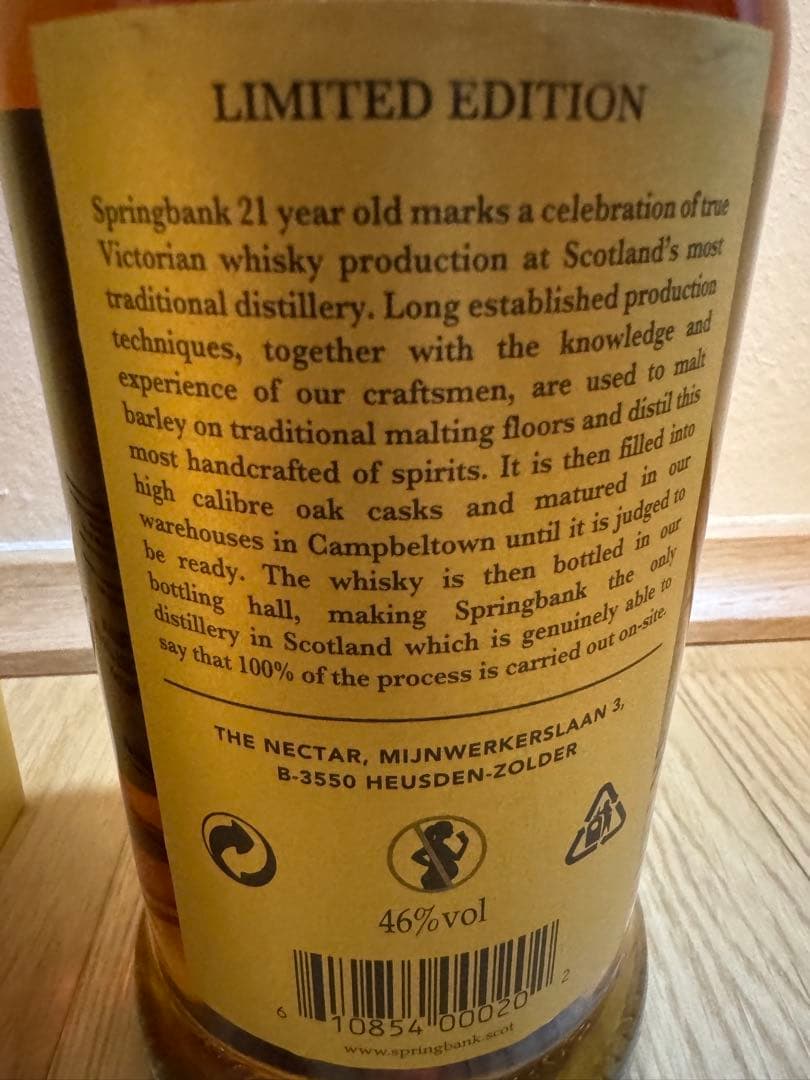 LIMITED EDITION
Springbank 21 year old marks a celebration of true
Victorian whisky production at Scotland's most
traditional distillery. Long established production
techniques, together with the knowledge and
experience of our craftsmen, are used to malt
barley on traditional malting floors and distil this
most handcrafted of spirits. It is then filled into
high calibre oak casks and matured in our
warehouses in Campbeltown until it is judged to
be ready. The whisky is then bottled in our
bottling hall, making Springbank the only
distillery in Scotland which is genuinely able to
say that 100% of the process is carried out on-site.
THE NECTAR, MIJNWERKERSLAAN 3,
B-3550 HEUSDEN-ZOLDER
46%vol
6 10854 00020 2
www.springbank.scot